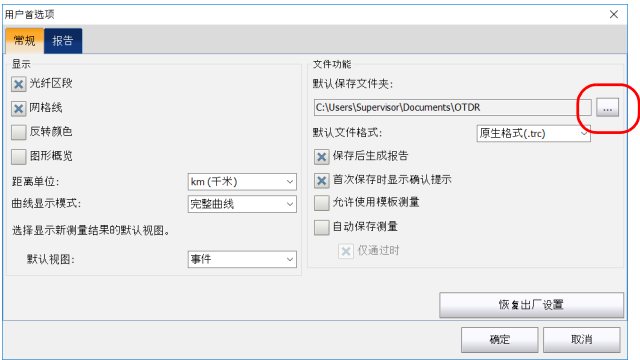 用户首选项
常规 报告
显示
光纤区段
网格线
反转颜色
图形概览
距离单位: km (千米)
曲线显示模式: 完整曲线
选择显示新测量结果的默认视图。
默认视图: 事件
文件功能
默认保存文件夹:
C:\Users\Supervisor\Documents\OTDR ...
默认文件格式: 原生格式(.trc)
保存后生成报告
首次保存时显示确认提示
允许使用模板测量
自动保存测量
仅通过时
恢复出厂设置
确定 取消